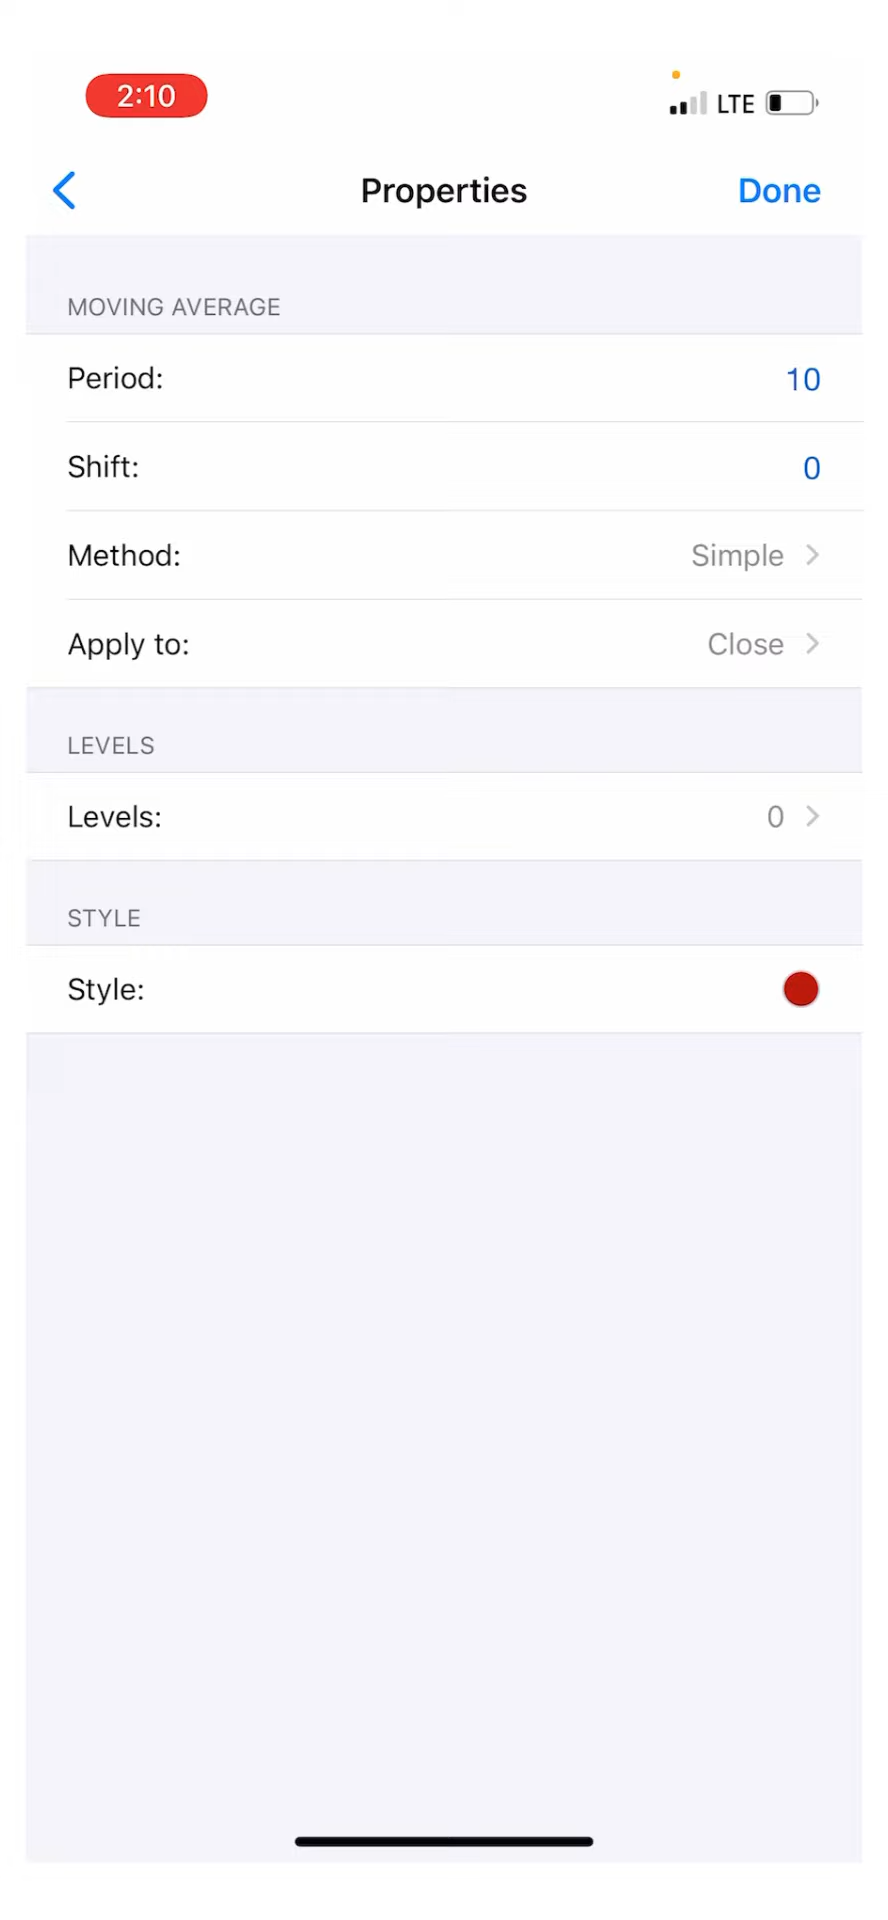 2:10 LTE
Properties Done
MOVING AVERAGE
Period: 10
Shift: 0
Method: Simple
Apply to: Close
LEVELS
Levels: 0
STYLE
Style: